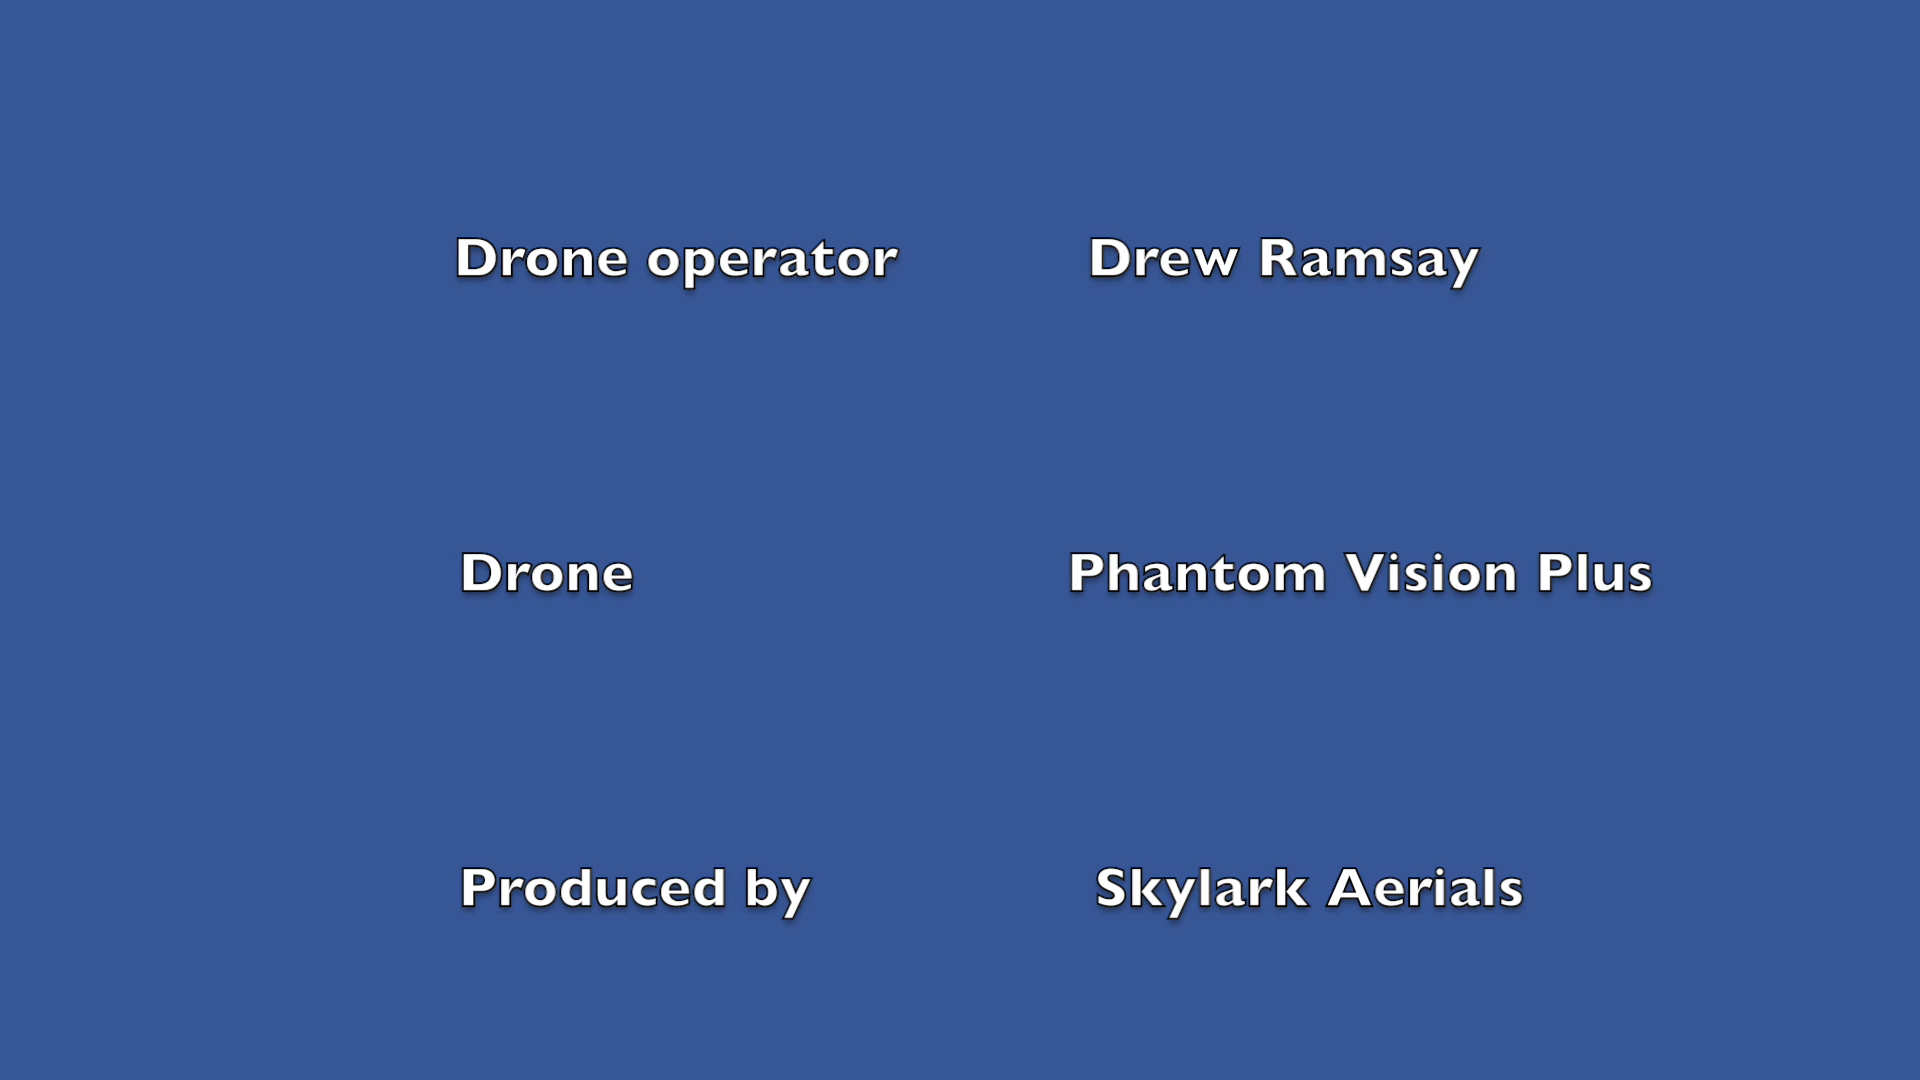 Drone operator Drew Ramsay
Drone Phantom Vision Plus
Produced by Skylark Aerials